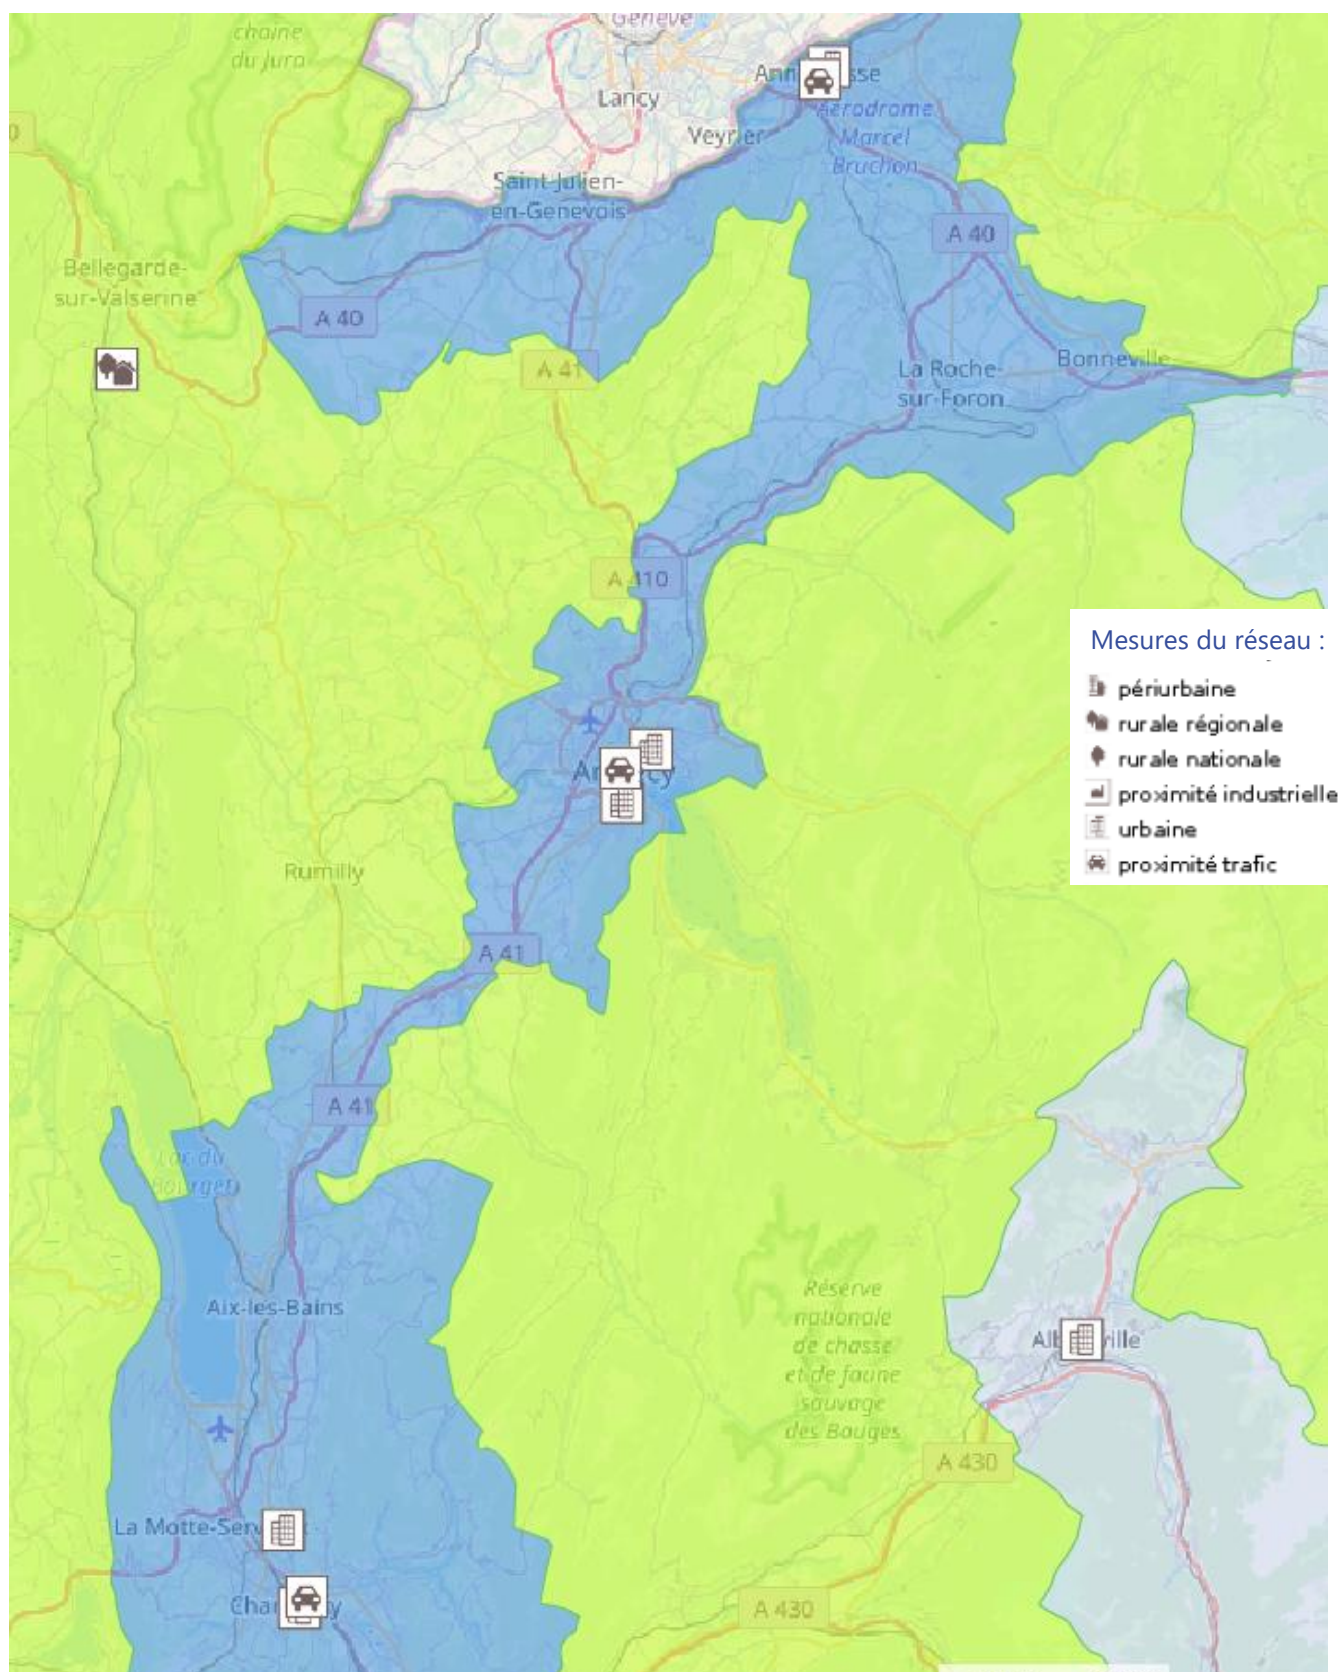 Genève
chaîne
du Jura
Lancy
Aérodrome
Marcel
Bruchon
Veyrier
Saint-Julien-
en-Genevois
A 40
Bellegarde-
sur-Valserine
A 40
A 41
La Roche-
sur-Foron
Bonneville
A 410
Mesures du réseau :
périurbaine
rurale régionale
rurale nationale
proximité industrielle
urbaine
proximité trafic
Rumilly
A 41
A 41
Lac du
Bourget
Aix-les-Bains
Réserve
nationale
de chasse
et de faune
sauvage
des Bauges
A 430
La Motte-Ser
A 430